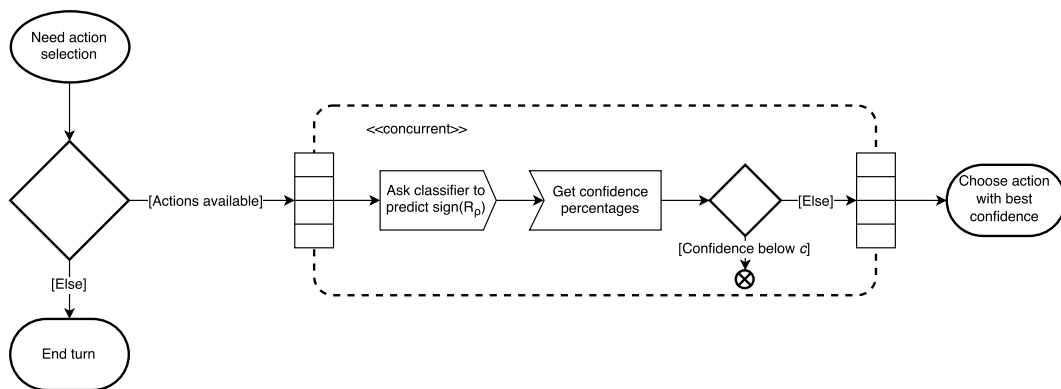 Need action
selection
<<concurrent>>
[Actions available]
Ask classifier to
predict sign(Rₚ)
Get confidence
percentages
[Else]
Choose action
with best
confidence
[Confidence below c]
[Else]
End turn